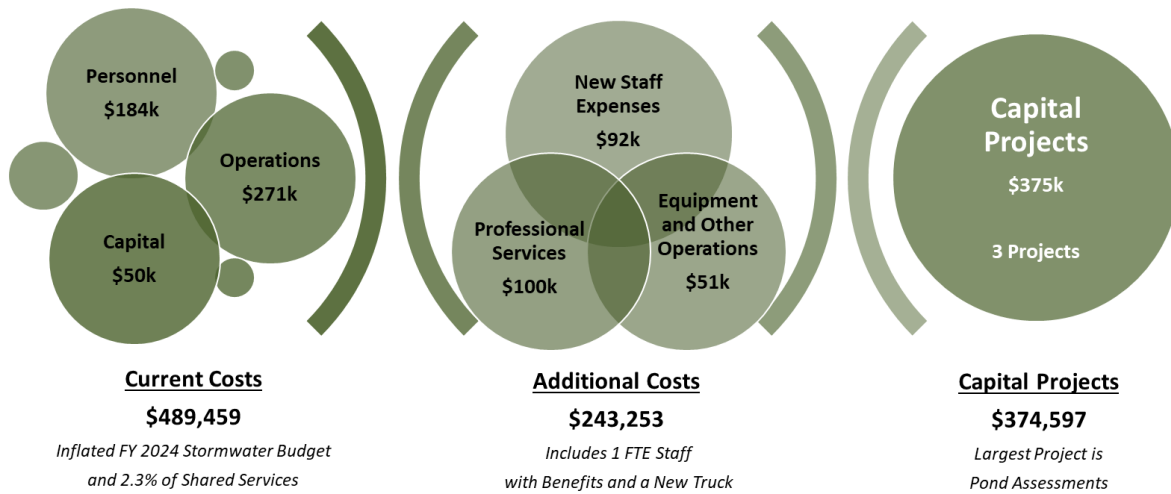 Personnel
$184k
Operations
$271k
Capital
$50k
New Staff
Expenses
$92k
Professional
Services
$100k
Equipment
and Other
Operations
$51k
Capital
Projects
$375k
3 Projects
Current Costs
$489,459
Inflated FY 2024 Stormwater Budget
and 2.3% of Shared Services
Additional Costs
$243,253
Includes 1 FTE Staff
with Benefits and a New Truck
Capital Projects
$374,597
Largest Project is
Pond Assessments